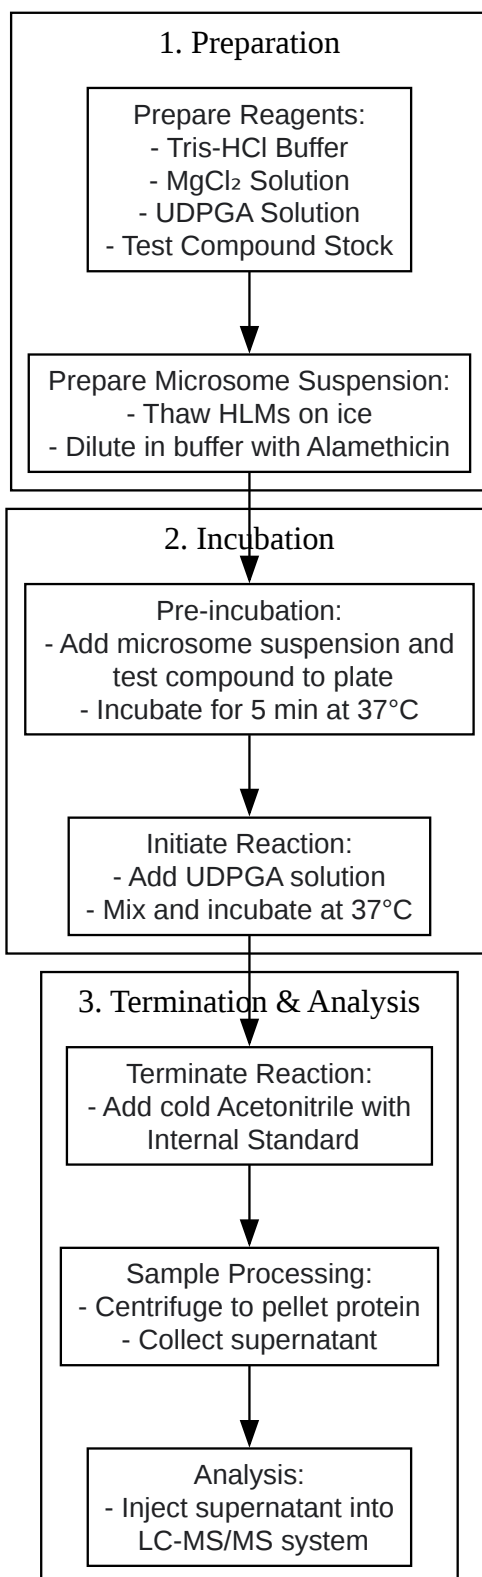 1. Preparation
Prepare Reagents:
- Tris-HCl Buffer
- MgCl₂ Solution
- UDPGA Solution
- Test Compound Stock
Prepare Microsome Suspension:
- Thaw HLMs on ice
- Dilute in buffer with Alamethicin
2. Incubation
Pre-incubation:
- Add microsome suspension and
test compound to plate
- Incubate for 5 min at 37°C
Initiate Reaction:
- Add UDPGA solution
- Mix and incubate at 37°C
3. Termination & Analysis
Terminate Reaction:
- Add cold Acetonitrile with
Internal Standard
Sample Processing:
- Centrifuge to pellet protein
- Collect supernatant
Analysis:
- Inject supernatant into
LC-MS/MS system